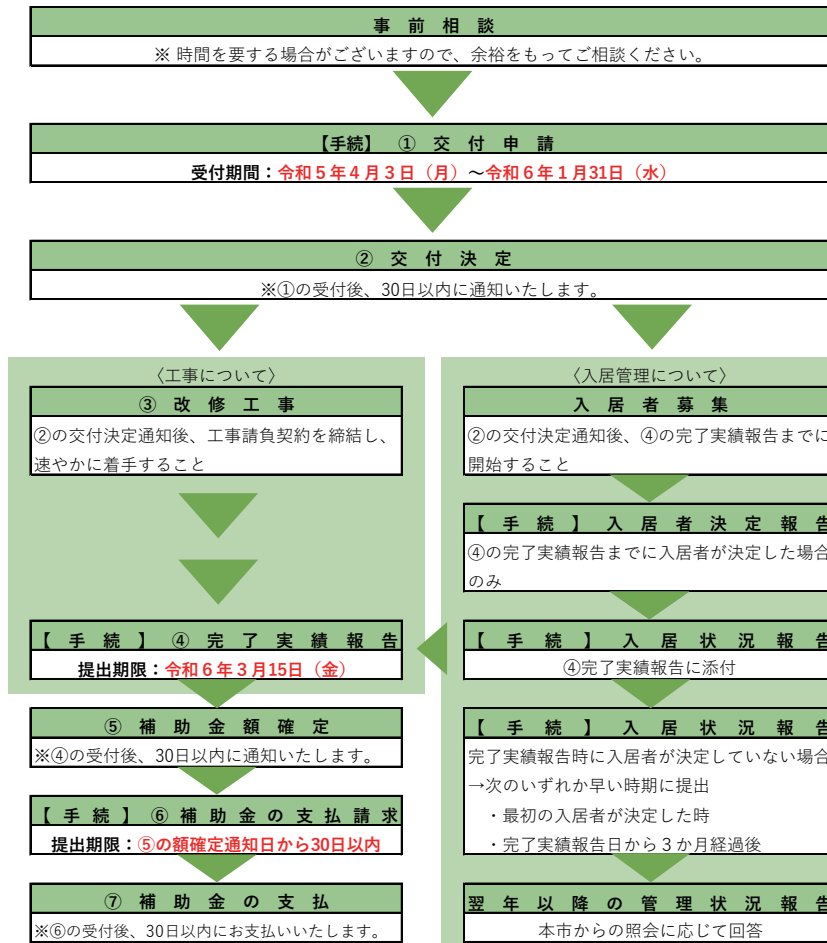 事前相談
※ 時間を要する場合がございますので、余裕をもってご相談ください。
【手続】 ① 交付申請
受付期間：令和５年４月３日（月）～令和６年１月31日（水）
② 交付決定
※①の受付後、30日以内に通知いたします。
〈工事について〉
③ 改修工事
②の交付決定通知後、工事請負契約を締結し、
速やかに着手すること
【手続】④完了実績報告
提出期限：令和６年３月15日（金）
⑤ 補助金額確定
※④の受付後、30日以内に通知いたします。
【手続】⑥補助金の支払請求
提出期限：⑤の額確定通知日から30日以内
⑦ 補助金の支払
※⑥の受付後、30日以内にお支払いいたします。
〈入居管理について〉
入居者募集
②の交付決定通知後、④の完了実績報告までに
開始すること
【手続】入居者決定報告
④の完了実績報告までに入居者が決定した場合
のみ
【手続】入居状況報告
④完了実績報告に添付
【手続】入居状況報告
完了実績報告時に入居者が決定していない場合
→次のいずれか早い時期に提出
・最初の入居者が決定した時
・完了実績報告日から３か月経過後
翌年以降の管理状況報告
本市からの照会に応じて回答